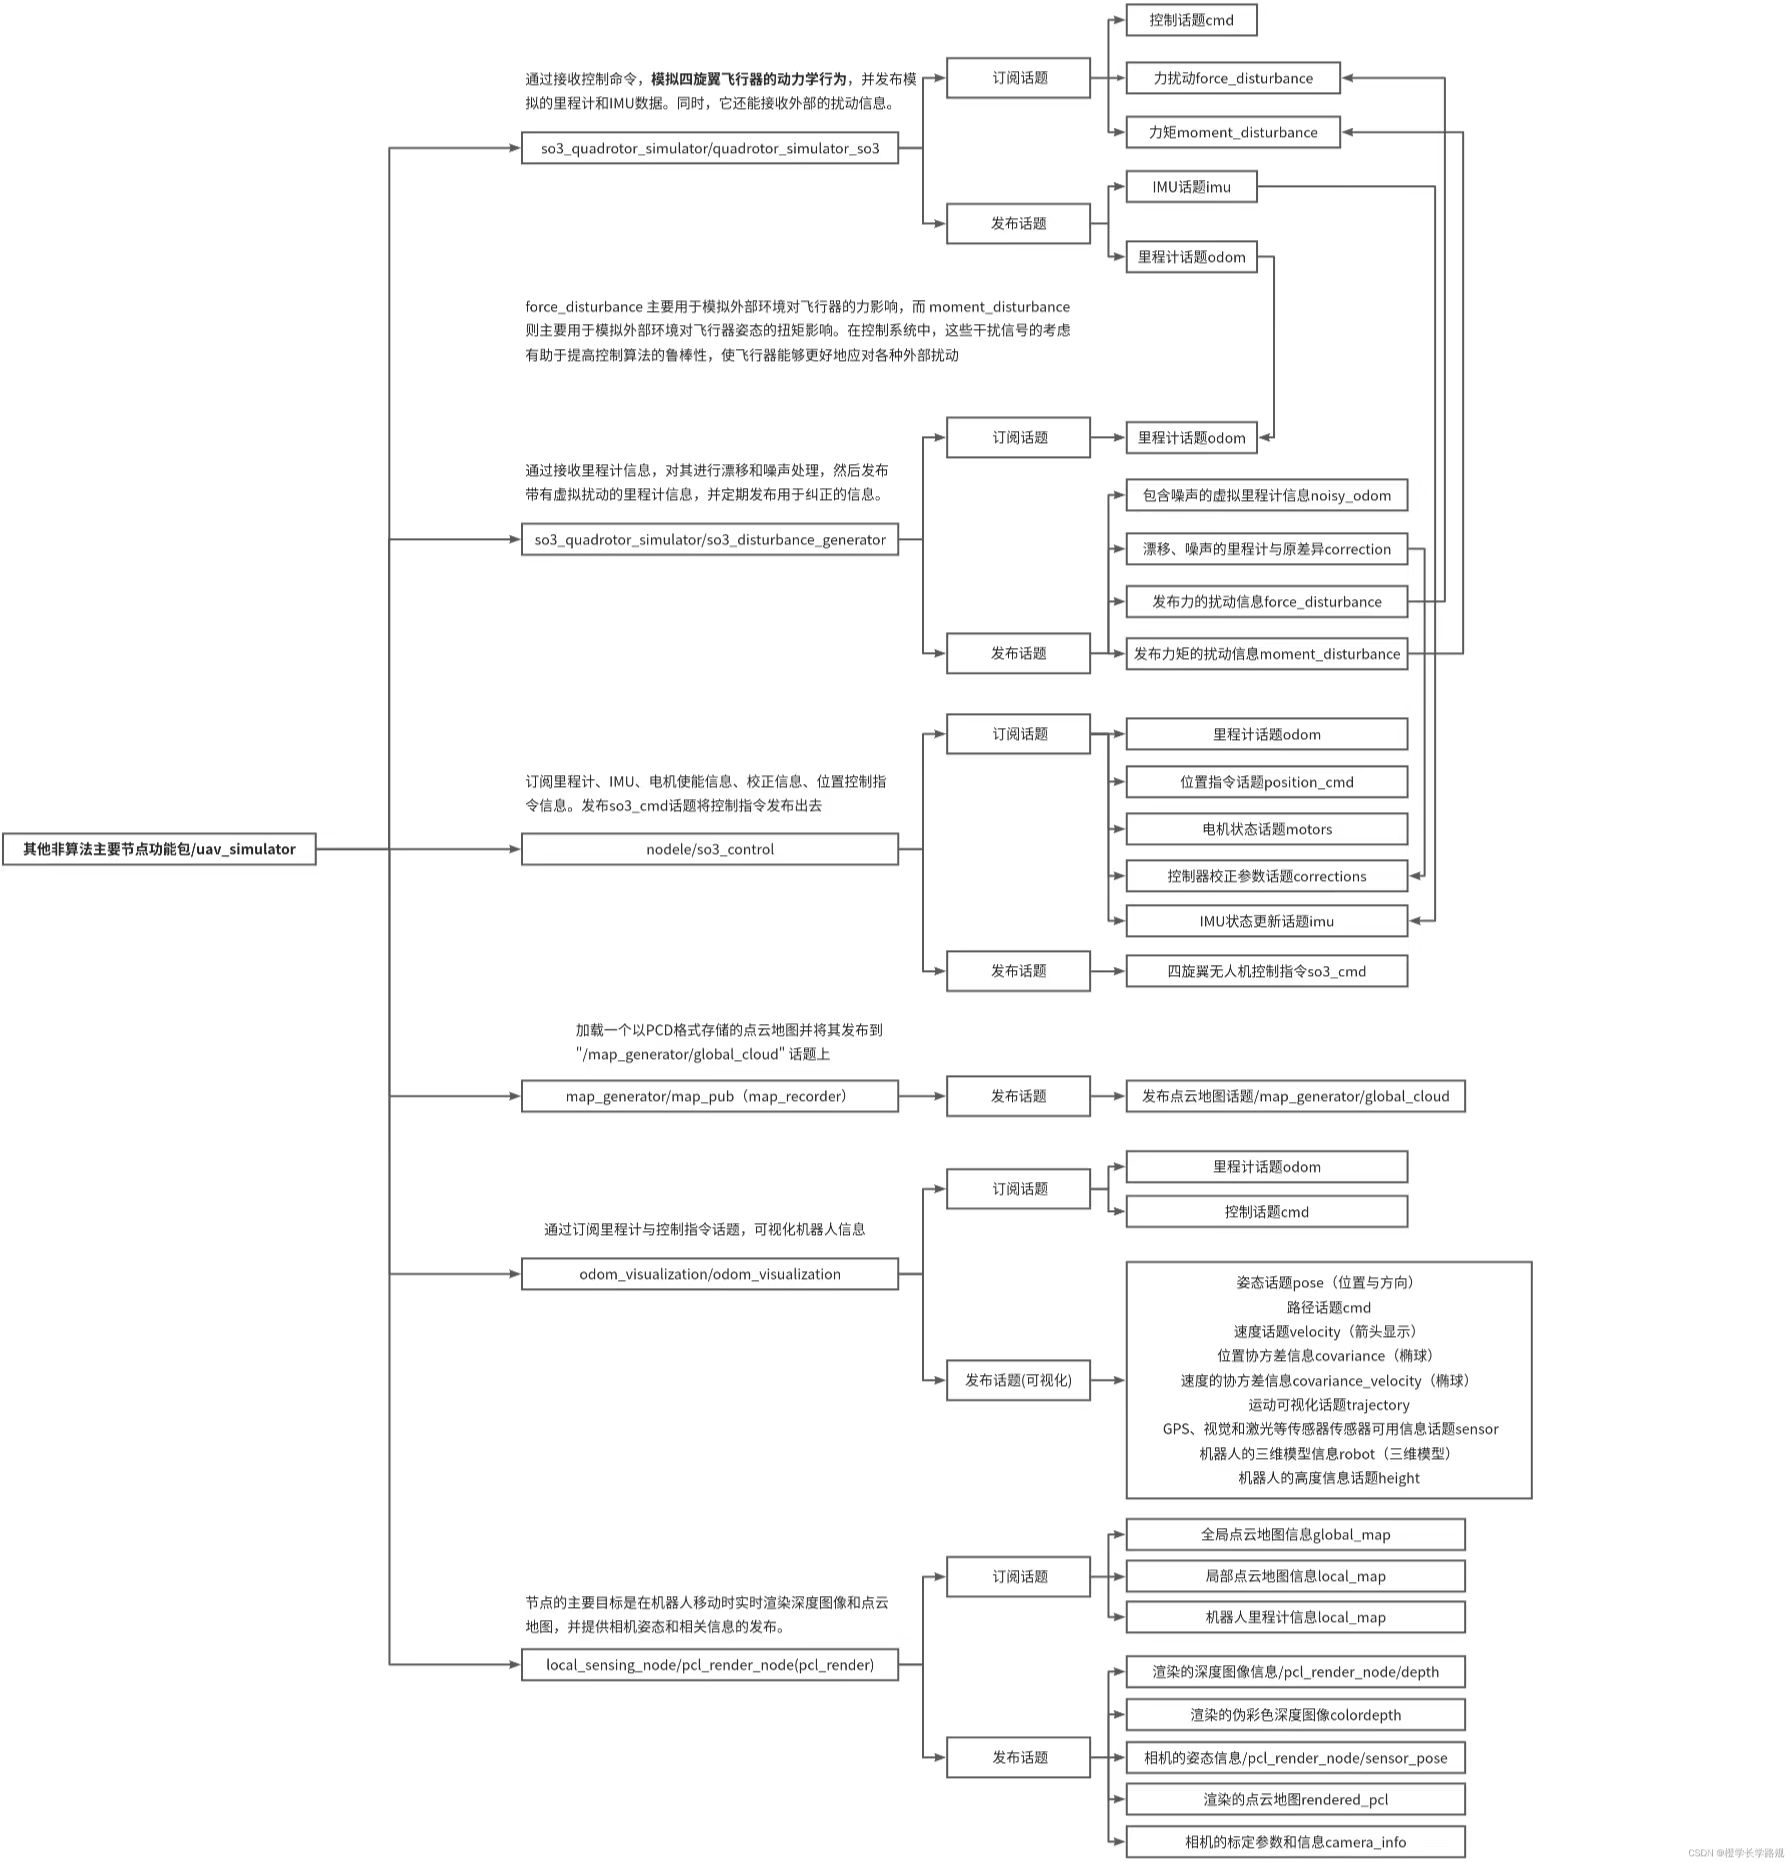 其他非算法主要节点功能包/uav_simulator
通过接收控制命令，模拟四旋翼飞行器的动力学行为，并发布模
拟的里程计和IMU数据。同时，它还能接收外部的扰动信息。
so3_quadrotor_simulator/quadrotor_simulator_so3
订阅话题
控制话题cmd
力扰动force_disturbance
力矩moment_disturbance
发布话题
IMU话题imu
里程计话题odom
force_disturbance 主要用于模拟外部环境对飞行器的力影响，而 moment_disturbance
则主要用于模拟外部环境对飞行器姿态的扭矩影响。在控制系统中，这些干扰信号的考虑
有助于提高控制算法的鲁棒性，使飞行器能够更好地应对各种外部扰动
通过接收里程计信息，对其进行漂移和噪声处理，然后发布
带有虚拟扰动的里程计信息，并定期发布用于纠正的信息。
so3_quadrotor_simulator/so3_disturbance_generator
订阅话题
里程计话题odom
发布话题
包含噪声的虚拟里程计信息noisy_odom
漂移、噪声的里程计与原差异correction
发布力的扰动信息force_disturbance
发布力矩的扰动信息moment_disturbance
订阅里程计、IMU、电机使能信息、校正信息、位置控制指
令信息。发布so3_cmd话题将控制指令发布出去
nodele/so3_control
订阅话题
里程计话题odom
位置指令话题position_cmd
电机状态话题motors
控制器校正参数话题corrections
IMU状态更新话题imu
发布话题
四旋翼无人机控制指令so3_cmd
加载一个以PCD格式存储的点云地图并将其发布到
"/map_generator/global_cloud" 话题上
map_generator/map_pub（map_recorder）
发布话题
发布点云地图话题/map_generator/global_cloud
通过订阅里程计与控制指令话题，可视化机器人信息
odom_visualization/odom_visualization
订阅话题
里程计话题odom
控制话题cmd
发布话题(可视化)
姿态话题pose（位置与方向）
路径话题cmd
速度话题velocity（箭头显示）
位置协方差信息covariance（椭球）
速度的协方差信息covariance_velocity（椭球）
运动可视化话题trajectory
GPS、视觉和激光等传感器传感器可用信息话题sensor
机器人的三维模型信息robot（三维模型）
机器人的高度信息话题height
节点的主要目标是在机器人移动时实时渲染深度图像和点云
地图，并提供相机姿态和相关信息的发布。
local_sensing_node/pcl_render_node(pcl_render)
订阅话题
全局点云地图信息global_map
局部点云地图信息local_map
机器人里程计信息local_map
发布话题
渲染的深度图像信息/pcl_render_node/depth
渲染的伪彩色深度图像colordepth
相机的姿态信息/pcl_render_node/sensor_pose
渲染的点云地图rendered_pcl
相机的标定参数和信息camera_info
CSDN @橙学长学路规